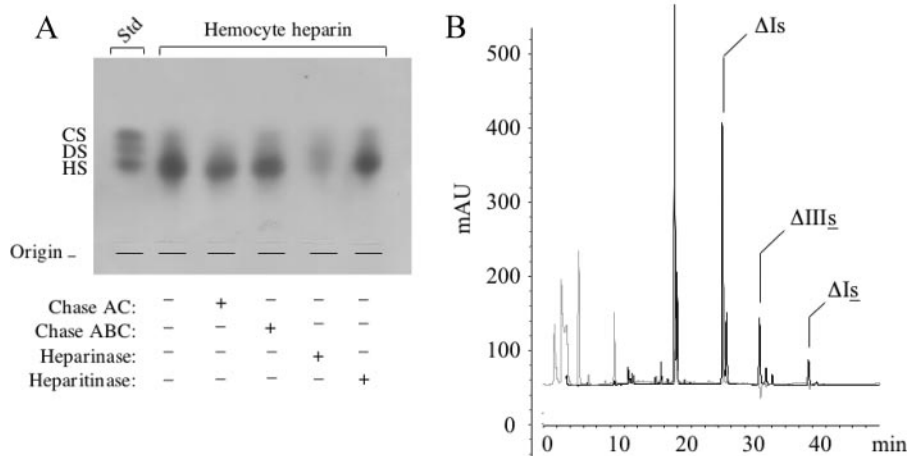 A
Std
Hemocyte heparin
CS
DS
HS
Origin
Chase AC: - + - - -
Chase ABC: - - + - -
Heparinase: - - - + -
Heparitinase: - - - - +
B
mAU
500
400
300
200
100
0
ΔIs
ΔIIIs
ΔIs
0 10 20 30 40 min